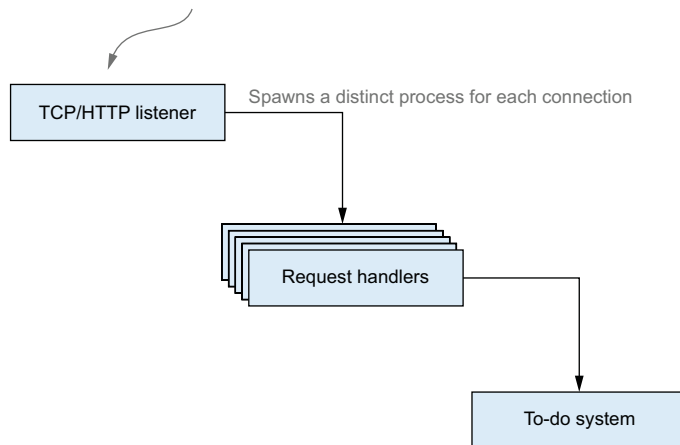 TCP/HTTP listener
Spawns a distinct process for each connection
Request handlers
To-do system